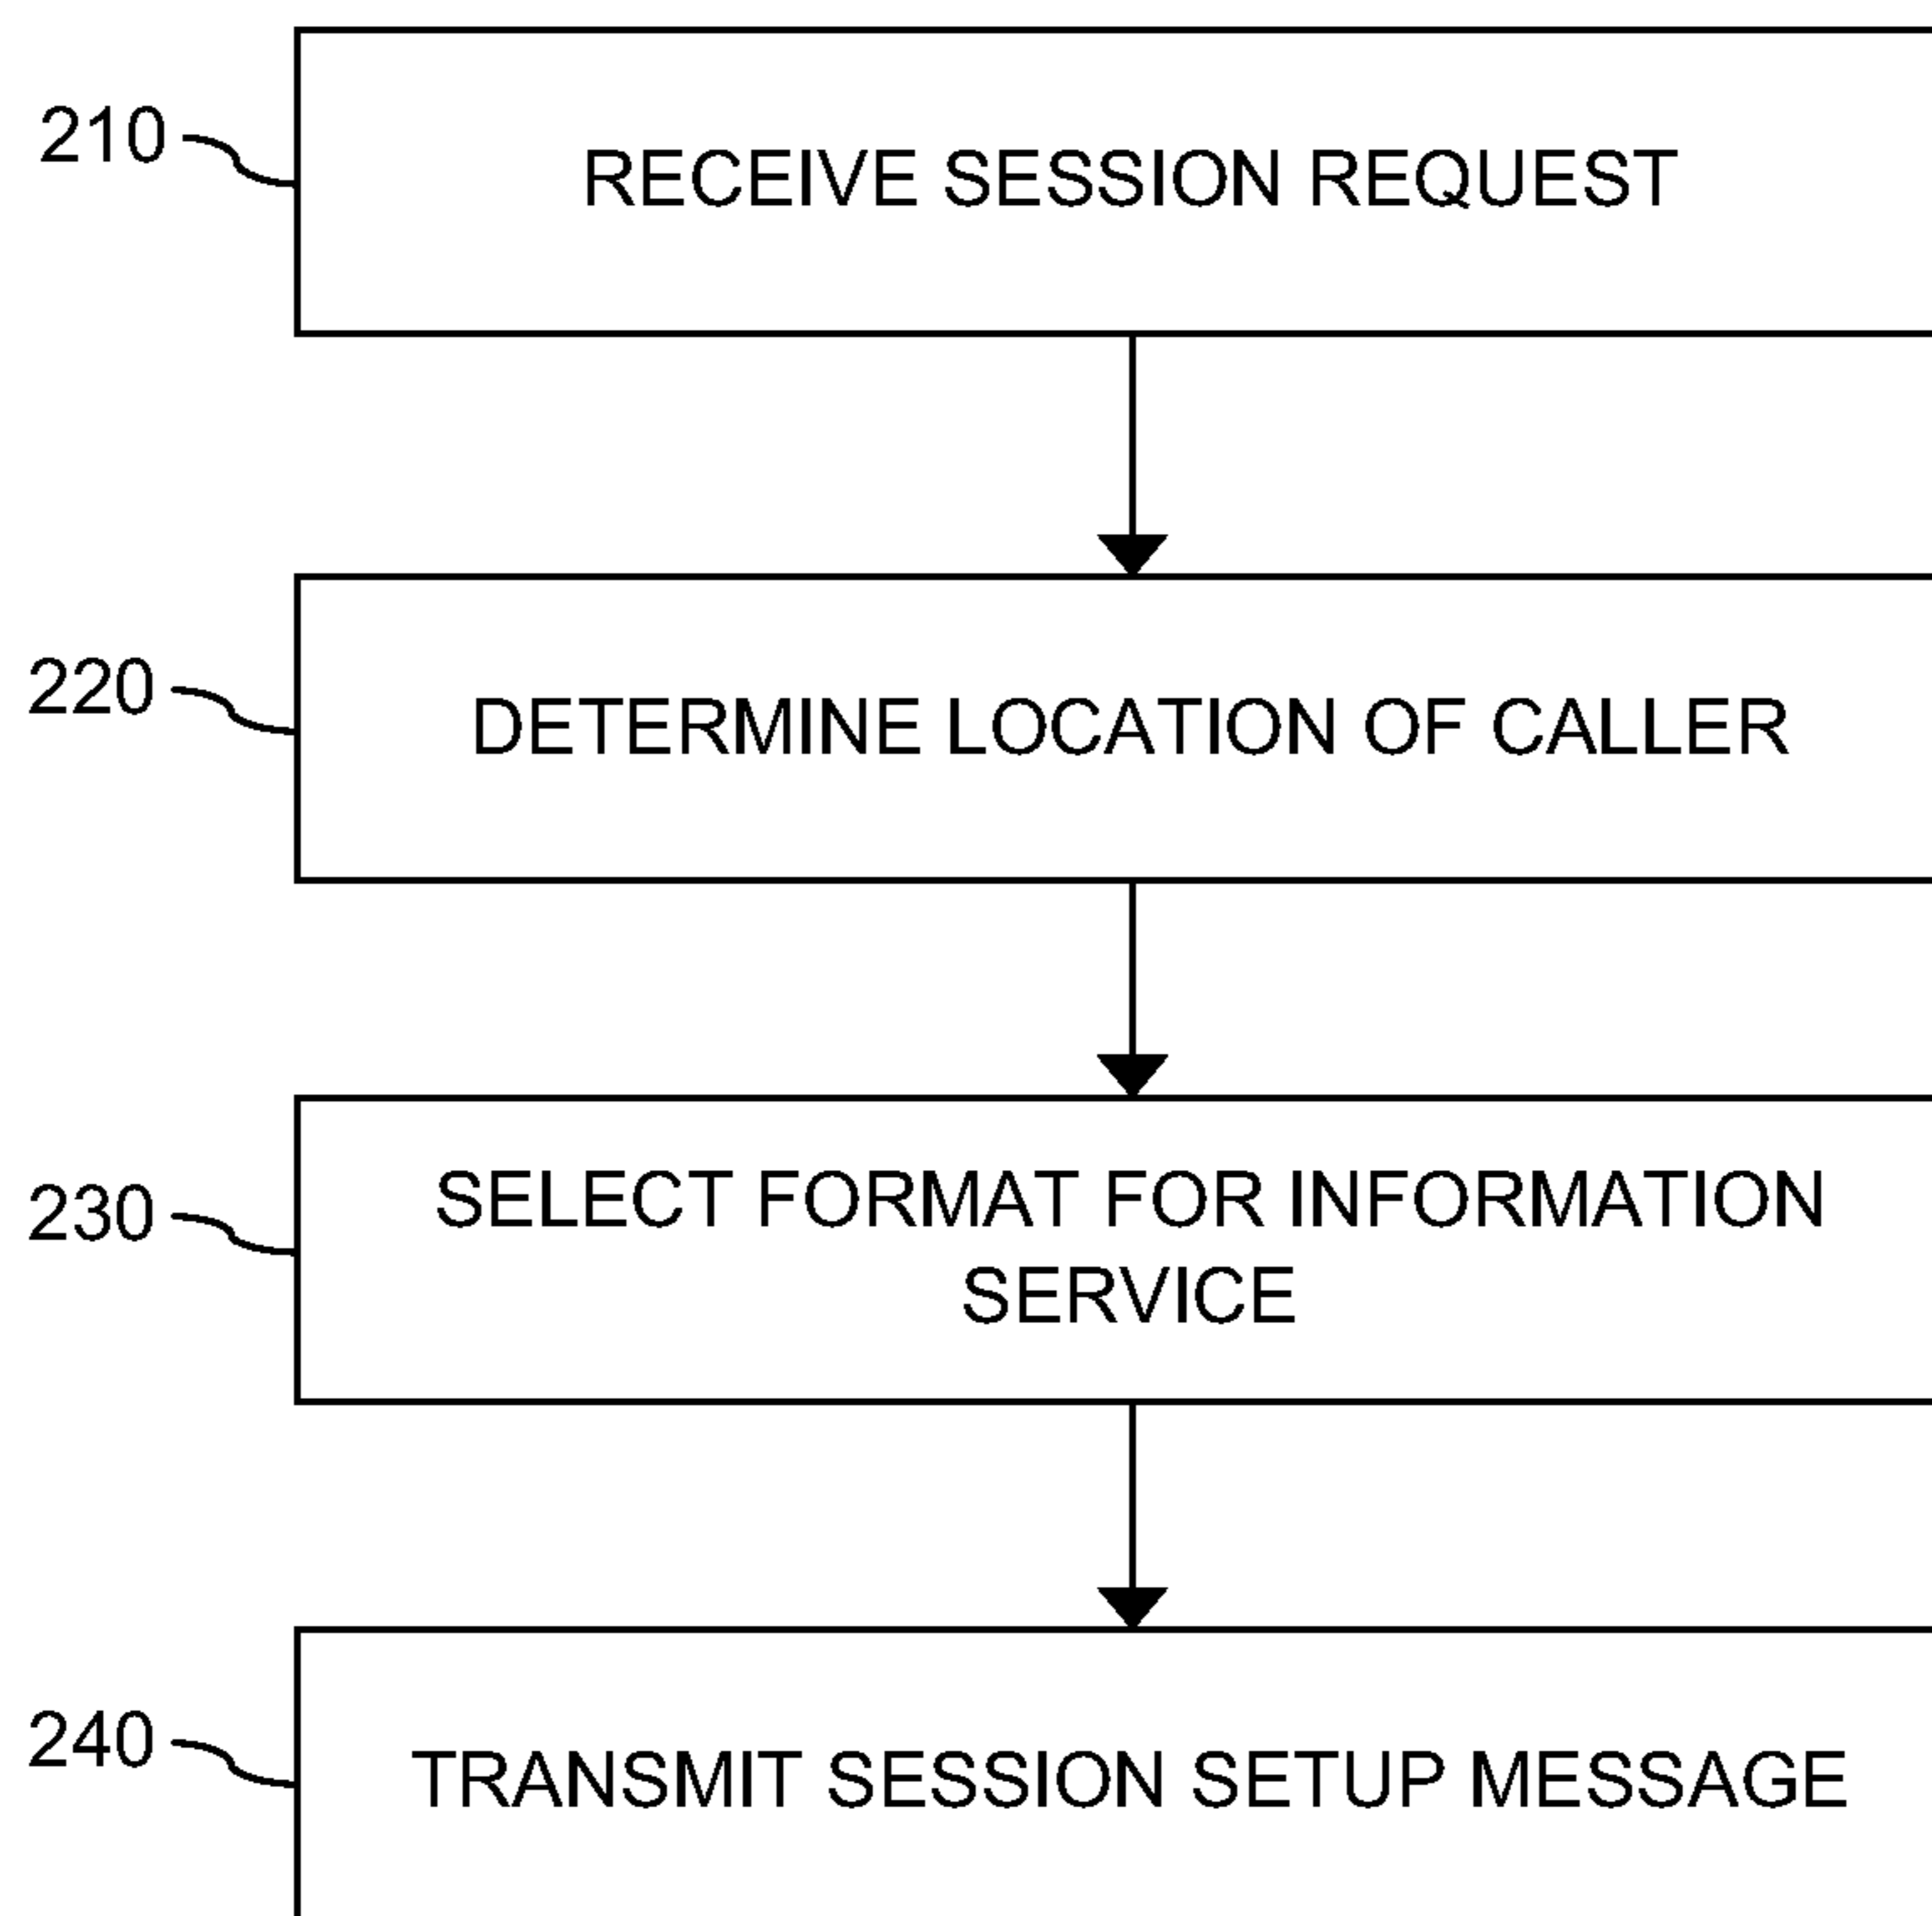 210
RECEIVE SESSION REQUEST
220
DETERMINE LOCATION OF CALLER
230
SELECT FORMAT FOR INFORMATION
SERVICE
240
TRANSMIT SESSION SETUP MESSAGE